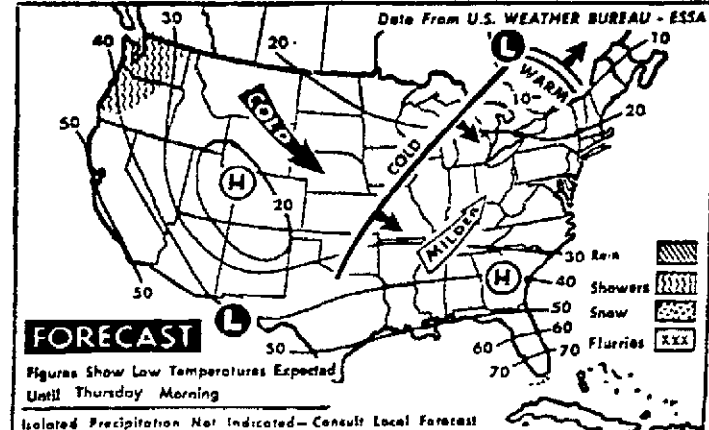 Data From U.S. WEATHER BUREAU - ESSA
30
40
20
10
L
WARM
COLD
10
20
50
COLD
H
20
MILDER
30
H
40
50
50
L
50
60
60
70
70
Rain
Showers
Snow
Flurries XXX
FORECAST
Figures Show Low Temperatures Expected
Until Thursday Morning
Isolated Precipitation Not Indicated—Consult Local Forecast